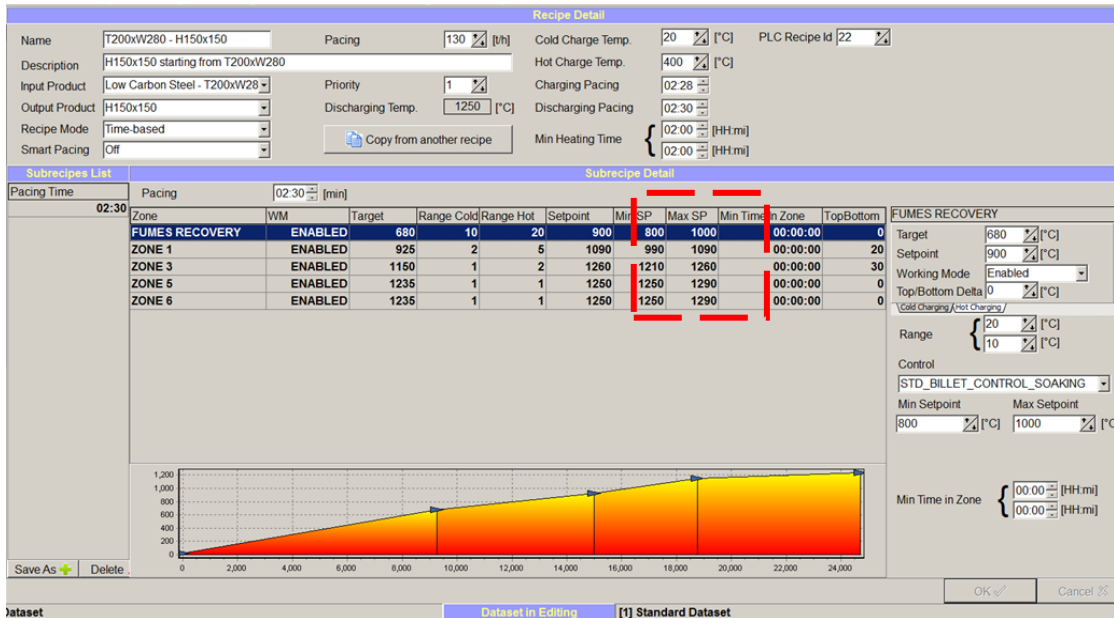 Recipe Detail
Name T200xW280 - H150x150 Pacing 130 [t/h] Cold Charge Temp. 20 [°C] PLC Recipe Id 22
Description H150x150 starting from T200xW280 Hot Charge Temp. 400 [°C]
Input Product Low Carbon Steel - T200xW28 Priority 1 Charging Pacing 02:28
Output Product H150x150 Discharging Temp. 1250 [°C] Discharging Pacing 02:30
Recipe Mode Time-based Copy from another recipe Min Heating Time { 02:00 [HH:mi]
Smart Pacing Off 02:00 [HH:mi]
Subrecipes List Subrecipe Detail
Pacing Time Pacing 02:30 [min]
02:30
Zone WM Target Range Cold Range Hot Setpoint Min SP Max SP Min Time In Zone TopBottom
FUMES RECOVERY ENABLED 680 10 20 900 800 1000 00:00:00 0
ZONE 1 ENABLED 925 2 5 1090 990 1090 00:00:00 20
ZONE 3 ENABLED 1150 1 2 1260 1210 1260 00:00:00 30
ZONE 5 ENABLED 1235 1 1 1250 1250 1290 00:00:00 0
ZONE 6 ENABLED 1235 1 1 1250 1250 1290 00:00:00 0
FUMES RECOVERY
Target 680 [°C]
Setpoint 900 [°C]
Working Mode Enabled
Top/Bottom Delta 0 [°C]
Cold Charging Hot Charging
Range { 20 [°C]
10 [°C]
Control
STD_BILLET_CONTROL_SOAKING
Min Setpoint Max Setpoint
800 [°C] 1000 [°C
Min Time in Zone { 00:00 [HH:mi]
00:00 [HH:mi]
1,200
1,000
800
600
400
200
0
0 2,000 4,000 6,000 8,000 10,000 12,000 14,000 16,000 18,000 20,000 22,000 24,000
Save As Delete
OK Cancel
Dataset Dataset in Editing [1] Standard Dataset